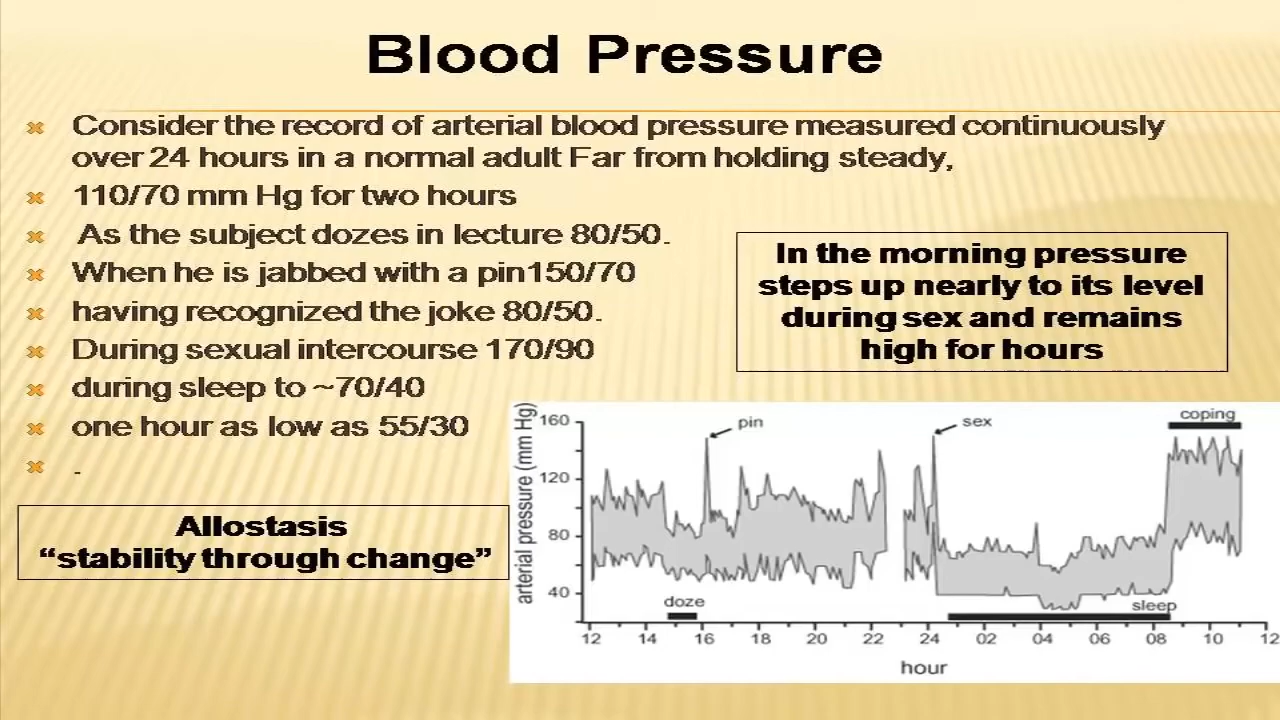 Blood Pressure
Consider the record of arterial blood pressure measured continuously
over 24 hours in a normal adult Far from holding steady,
110/70 mm Hg for two hours
As the subject dozes in lecture 80/50.
When he is jabbed with a pin150/70
having recognized the joke 80/50.
During sexual intercourse 170/90
during sleep to ~70/40
one hour as low as 55/30
.
In the morning pressure
steps up nearly to its level
during sex and remains
high for hours
Allostasis
“stability through change”
arterial pressure (mm Hg)
160
120
80
40
pin
sex
coping
doze
sleep
12 14 16 18 20 22 24 02 04 06 08 10 12
hour